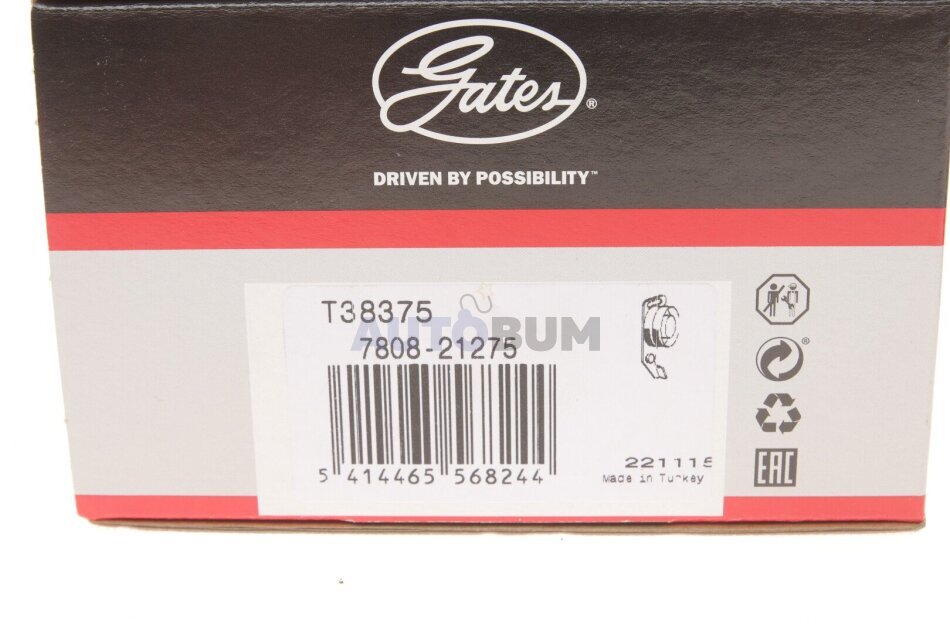 Gates®
DRIVEN BY POSSIBILITY™
T38375
AUTOBUM
7808-21275
®
5 414465 568244
221115
Made in Turkey
EAC